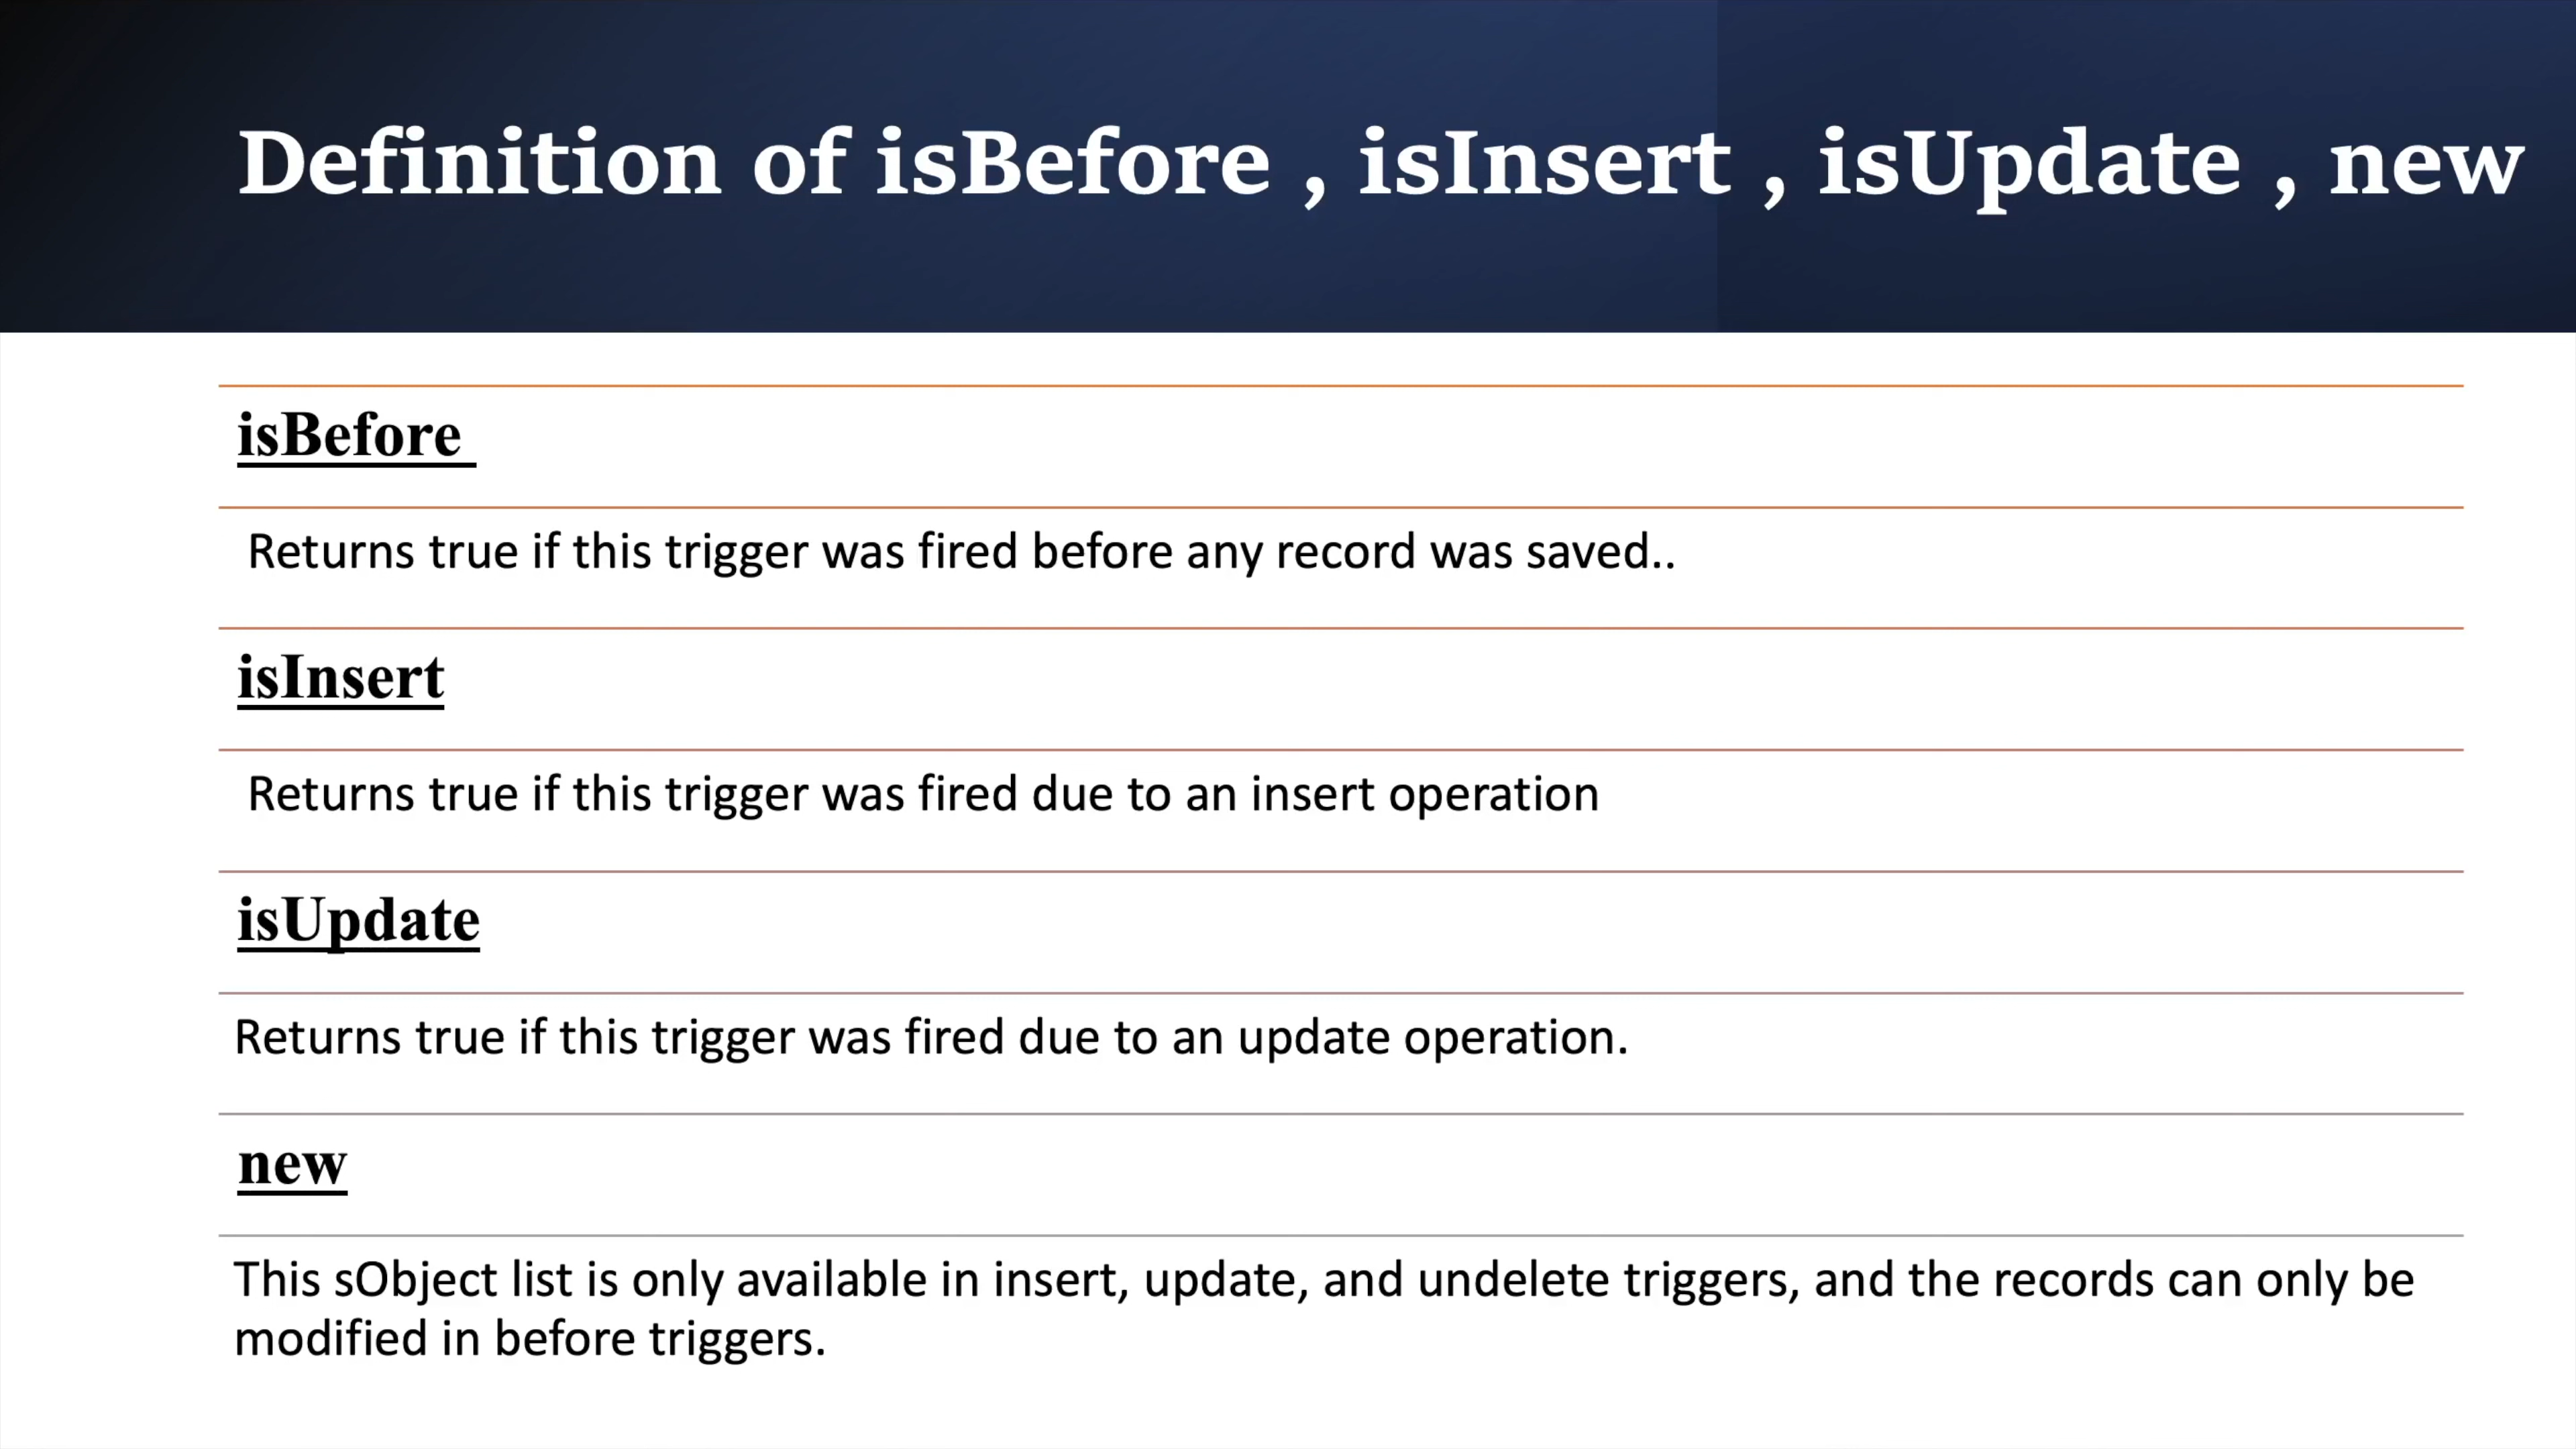 Definition of isBefore , isInsert , isUpdate , new
isBefore
Returns true if this trigger was fired before any record was saved..
isInsert
Returns true if this trigger was fired due to an insert operation
isUpdate
Returns true if this trigger was fired due to an update operation.
new
This sObject list is only available in insert, update, and undelete triggers, and the records can only be
modified in before triggers.